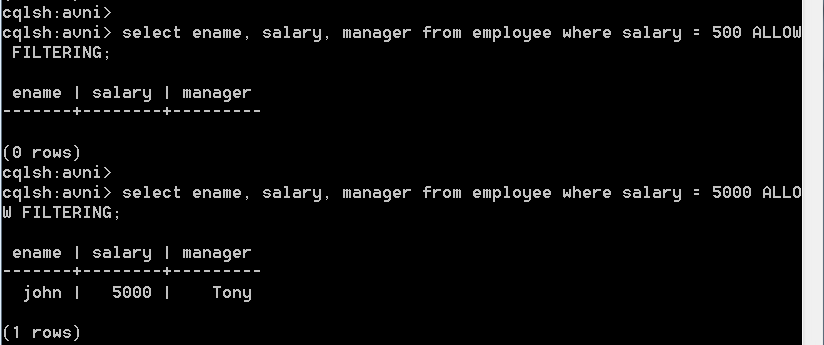 cqlsh:avni>
cqlsh:avni> select ename, salary, manager from employee where salary = 500 ALLOW
 FILTERING;
 ename | salary | manager
-------+--------+---------
(0 rows)
cqlsh:avni>
cqlsh:avni> select ename, salary, manager from employee where salary = 5000 ALLO
W FILTERING;
 ename | salary | manager
-------+--------+---------
  john |   5000 |    Tony
(1 rows)